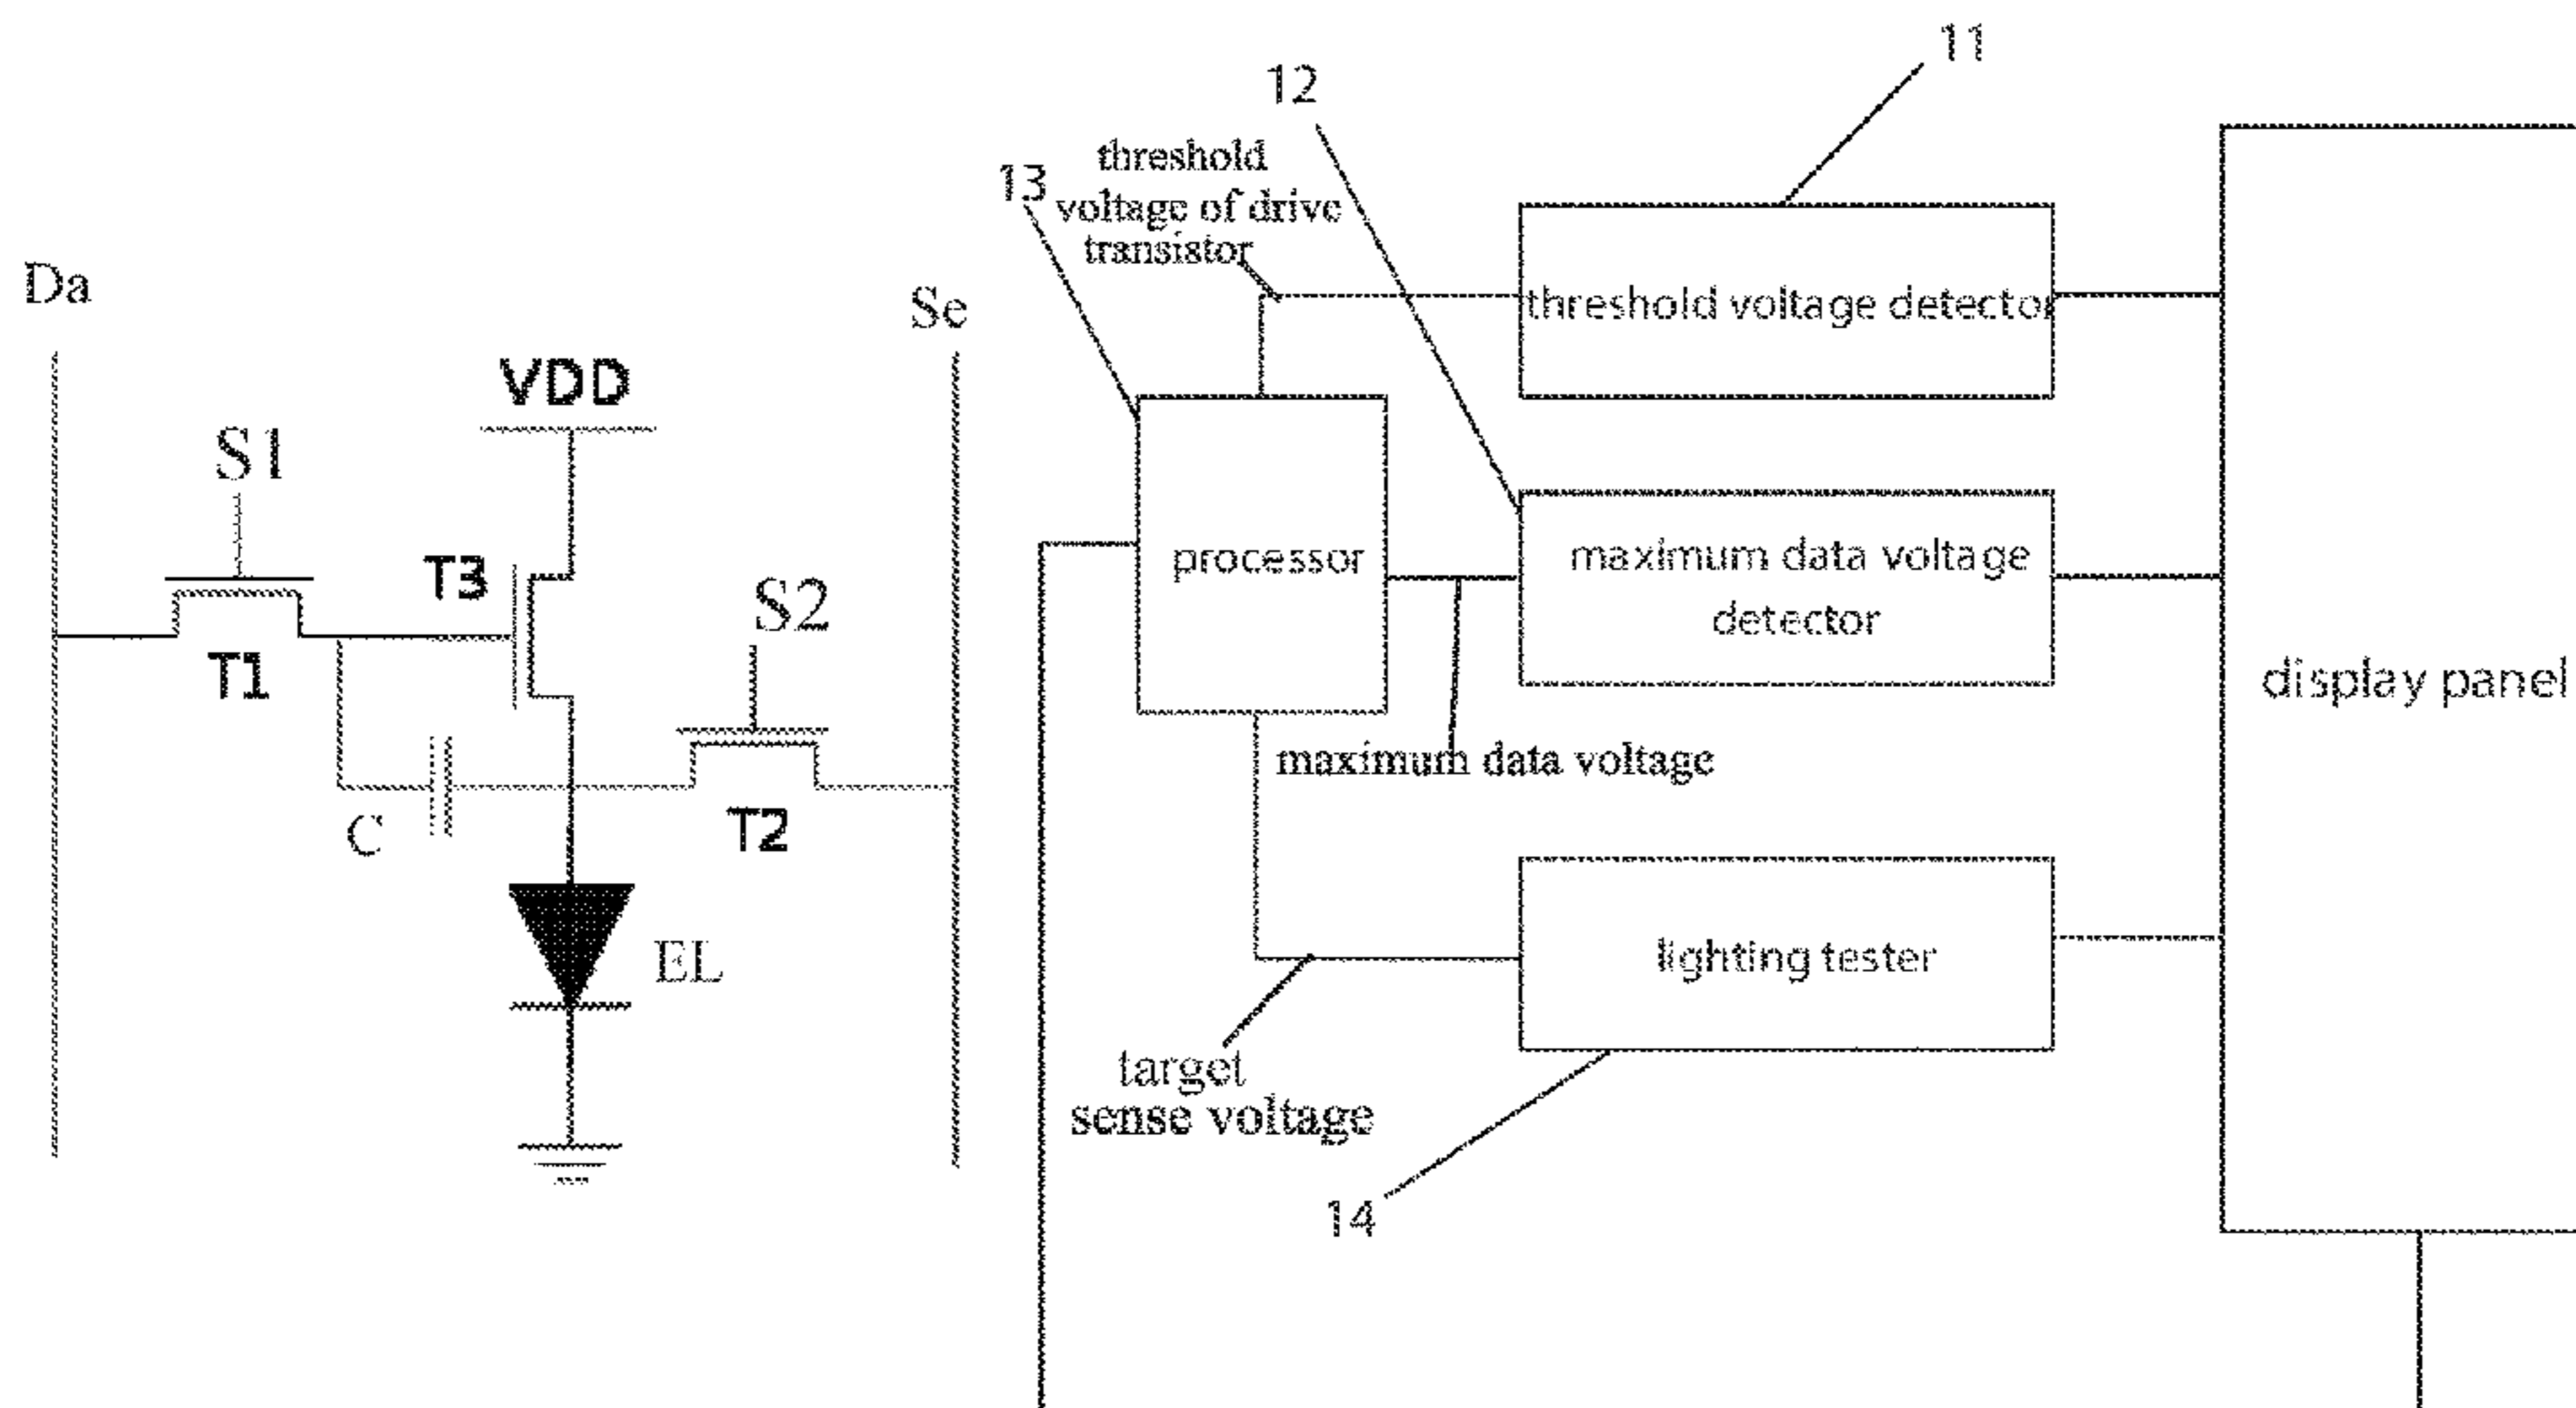 Da
S1
T1
VDD
T3
C
S2
T2
EL
Se
11
12
13
threshold
voltage of drive
transistor
threshold voltage detector
processor
maximum data voltage
detector
maximum data voltage
display panel
lighting tester
target
sense voltage
14